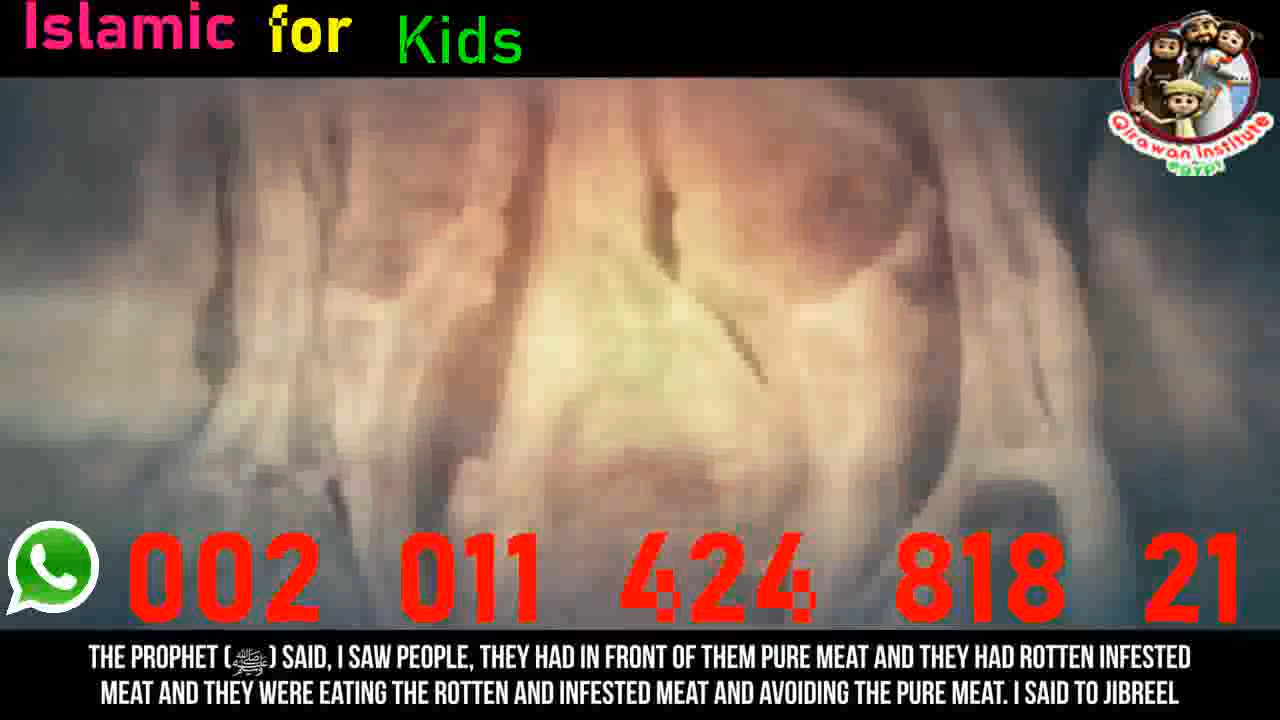 Islamic for Kids
Qirawan Institute
egypt
002 011 424 818 21
THE PROPHET (ﷺ) SAID, I SAW PEOPLE, THEY HAD IN FRONT OF THEM PURE MEAT AND THEY HAD ROTTEN INFESTED
MEAT AND THEY WERE EATING THE ROTTEN AND INFESTED MEAT AND AVOIDING THE PURE MEAT. I SAID TO JIBREEL